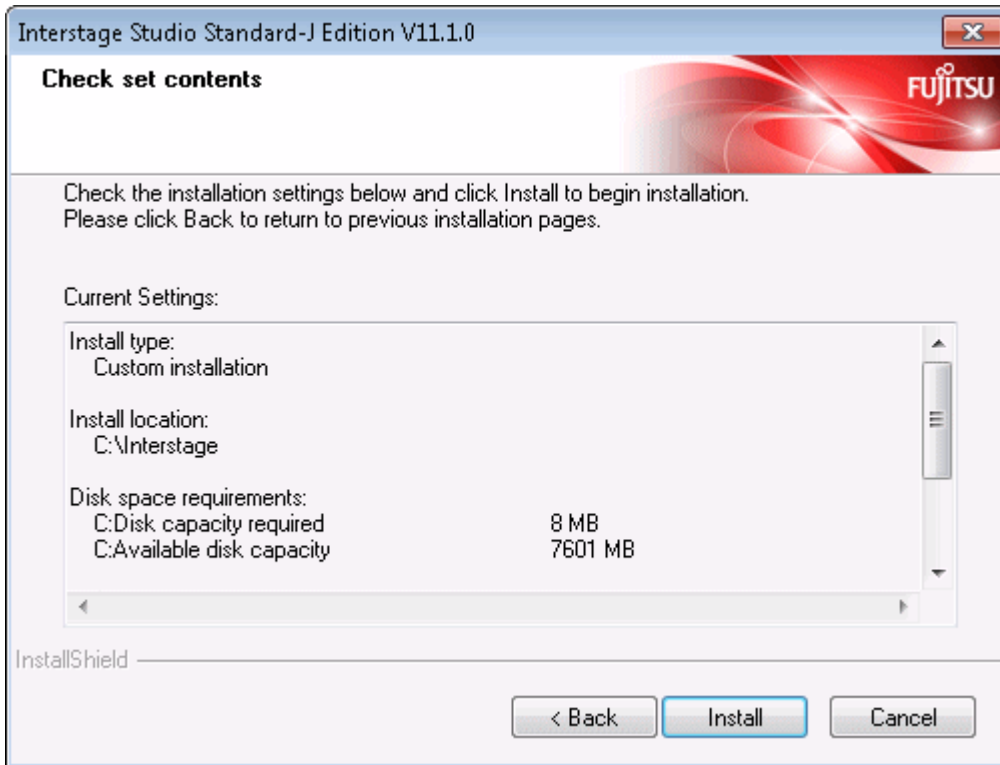 Interstage Studio Standard-J Edition V11.1.0
Check set contents
FUJITSU
Check the installation settings below and click Install to begin installation.
Please click Back to return to previous installation pages.
Current Settings:
Install type:
Custom installation
Install location:
C:\Interstage
Disk space requirements:
C:Disk capacity required 8 MB
C:Available disk capacity 7601 MB
InstallShield
< Back Install Cancel